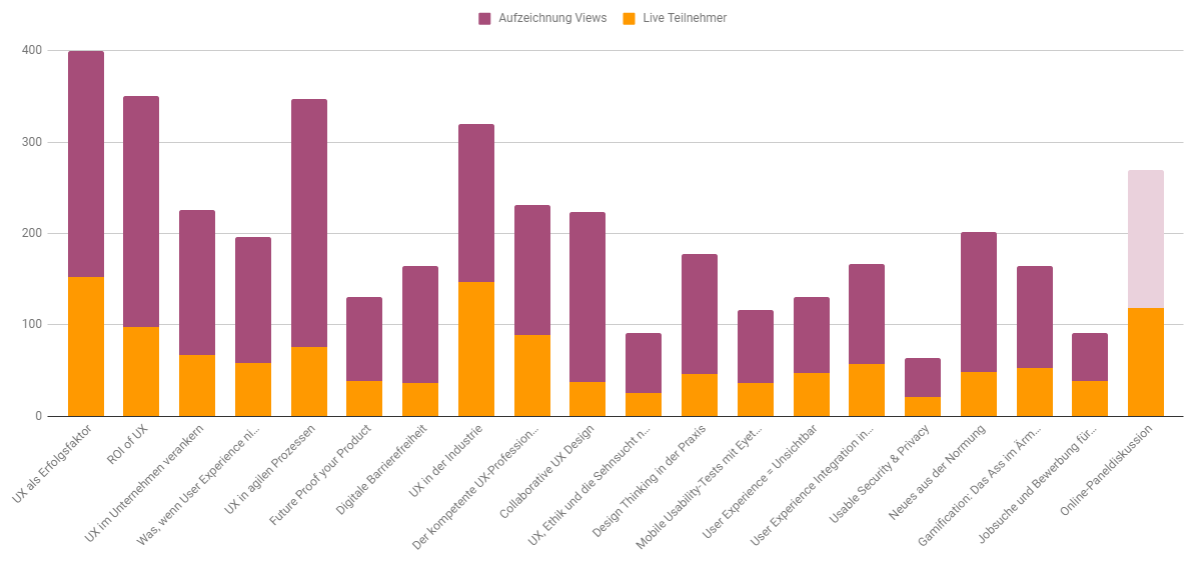 Aufzeichnung Views
Live Teilnehmer
400
300
200
100
0
UX als Erfolgsfaktor
ROI of UX
UX im Unternehmen verankern
Was, wenn User Experience ni...
UX in agilen Prozessen
Future Proof your Product
Digitale Barrierefreiheit
UX in der Industrie
Der kompetente UX-Profession...
Collaborative UX Design
UX, Ethik und die Sehnsucht n...
Design Thinking in der Praxis
Mobile Usability-Tests mit Eyet...
User Experience = Unsichtbar
User Experience Integration in...
Usable Security & Privacy
Neues aus der Normung
Gamification: Das Ass im Ärm...
Jobsuche und Bewerbung für...
Online-Paneldiskussion